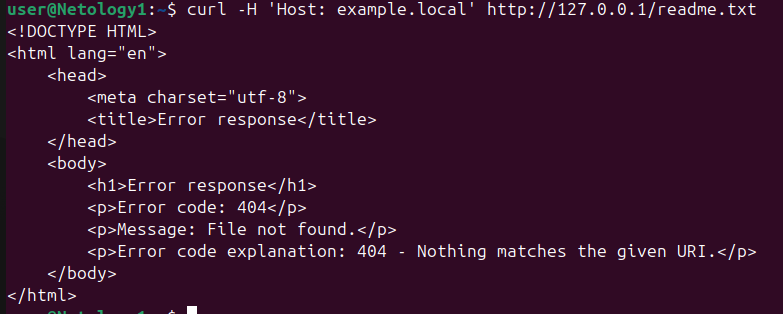 user@Netology1:~$ curl -H 'Host: example.local' http://127.0.0.1/readme.txt
<!DOCTYPE HTML>
<html lang="en">
    <head>
        <meta charset="utf-8">
        <title>Error response</title>
    </head>
    <body>
        <h1>Error response</h1>
        <p>Error code: 404</p>
        <p>Message: File not found.</p>
        <p>Error code explanation: 404 - Nothing matches the given URI.</p>
    </body>
</html>